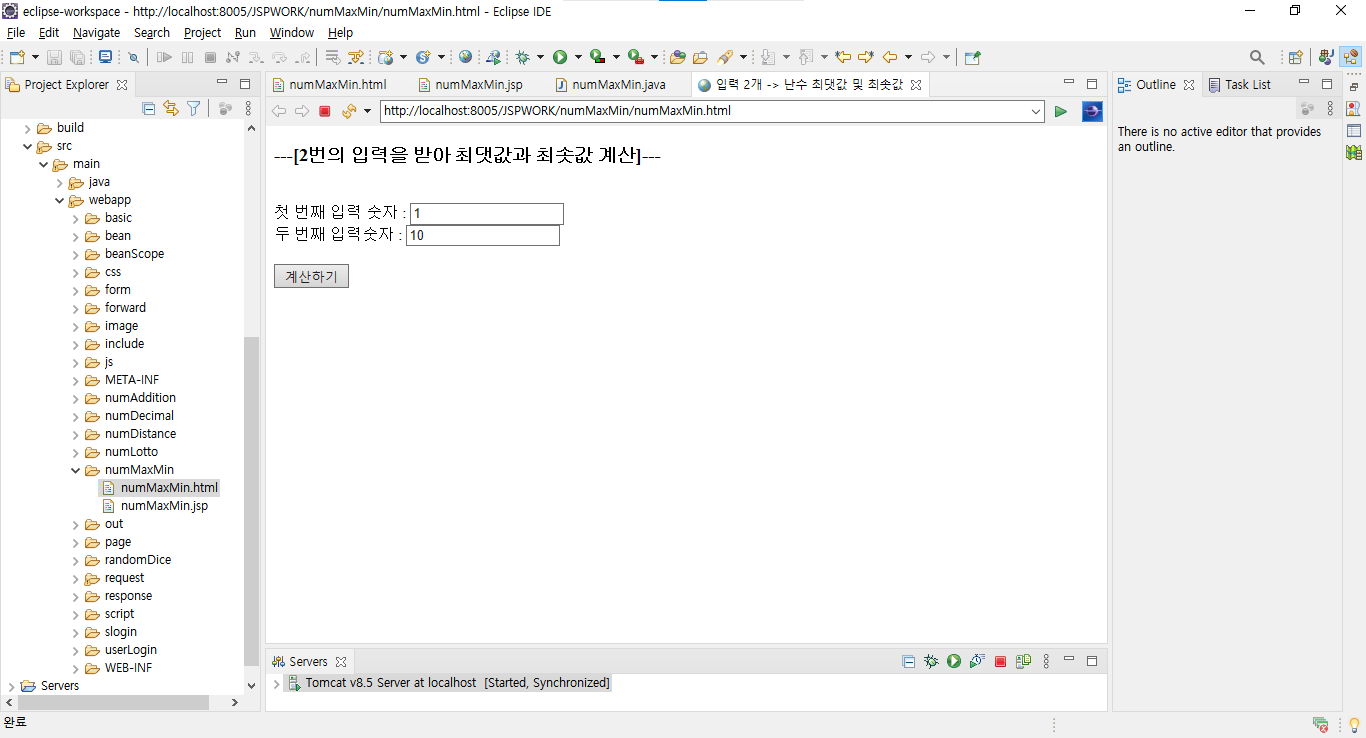 eclipse-workspace - http://localhost:8005/JSPWORK/numMaxMin/numMaxMin.html - Eclipse IDE
File Edit Navigate Search Project Run Window Help
Project Explorer
build
src
main
java
webapp
basic
bean
beanScope
css
form
forward
image
include
js
META-INF
numAddition
numDecimal
numDistance
numLotto
numMaxMin
numMaxMin.html
numMaxMin.jsp
out
page
randomDice
request
response
script
slogin
userLogin
WEB-INF
Servers
numMaxMin.html numMaxMin.jsp numMaxMin.java 입력 2개 -> 난수 최댓값 및 최솟값
http://localhost:8005/JSPWORK/numMaxMin/numMaxMin.html
---[2번의 입력을 받아 최댓값과 최솟값 계산]---
첫 번째 입력 숫자 : 1
두 번째 입력숫자 : 10
계산하기
Servers
Tomcat v8.5 Server at localhost [Started, Synchronized]
Outline Task List
There is no active editor that provides
an outline.
완료